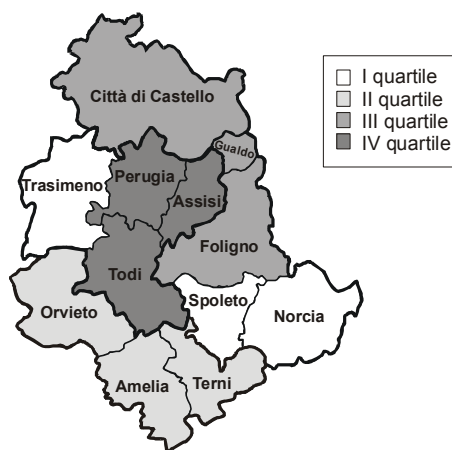 I quartile
II quartile
III quartile
IV quartile
Città di Castello
Gualdo
Trasimeno
Perugia
Assisi
Foligno
Todi
Spoleto
Orvieto
Norcia
Amelia
Terni